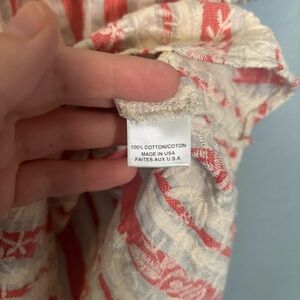 100% COTTON/COTON
MADE IN USA
FAITES AUX U.S.A